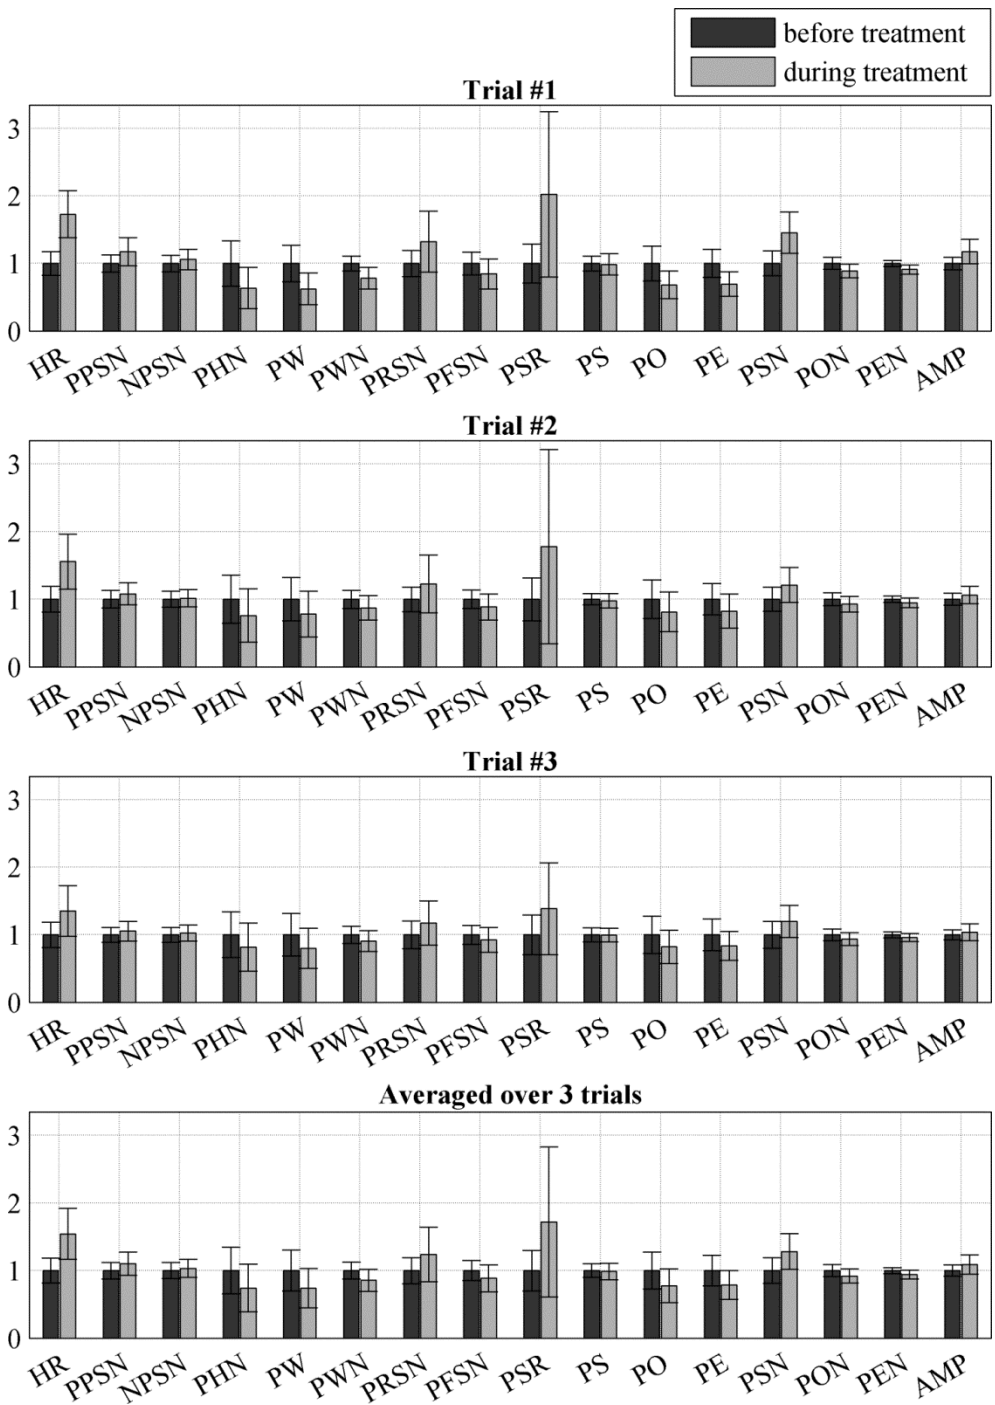 before treatment
during treatment
Trial #1
3
2
1
0
HR PPSN NPSN PHN PW PWN PRSN PFSN PSR PS PO PE PSN PON PEN AMP
Trial #2
3
2
1
0
HR PPSN NPSN PHN PW PWN PRSN PFSN PSR PS PO PE PSN PON PEN AMP
Trial #3
3
2
1
0
HR PPSN NPSN PHN PW PWN PRSN PFSN PSR PS PO PE PSN PON PEN AMP
Averaged over 3 trials
3
2
1
0
HR PPSN NPSN PHN PW PWN PRSN PFSN PSR PS PO PE PSN PON PEN AMP